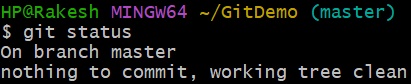 HP@Rakesh MINGW64 ~/GitDemo (master)
$ git status
On branch master
nothing to commit, working tree clean